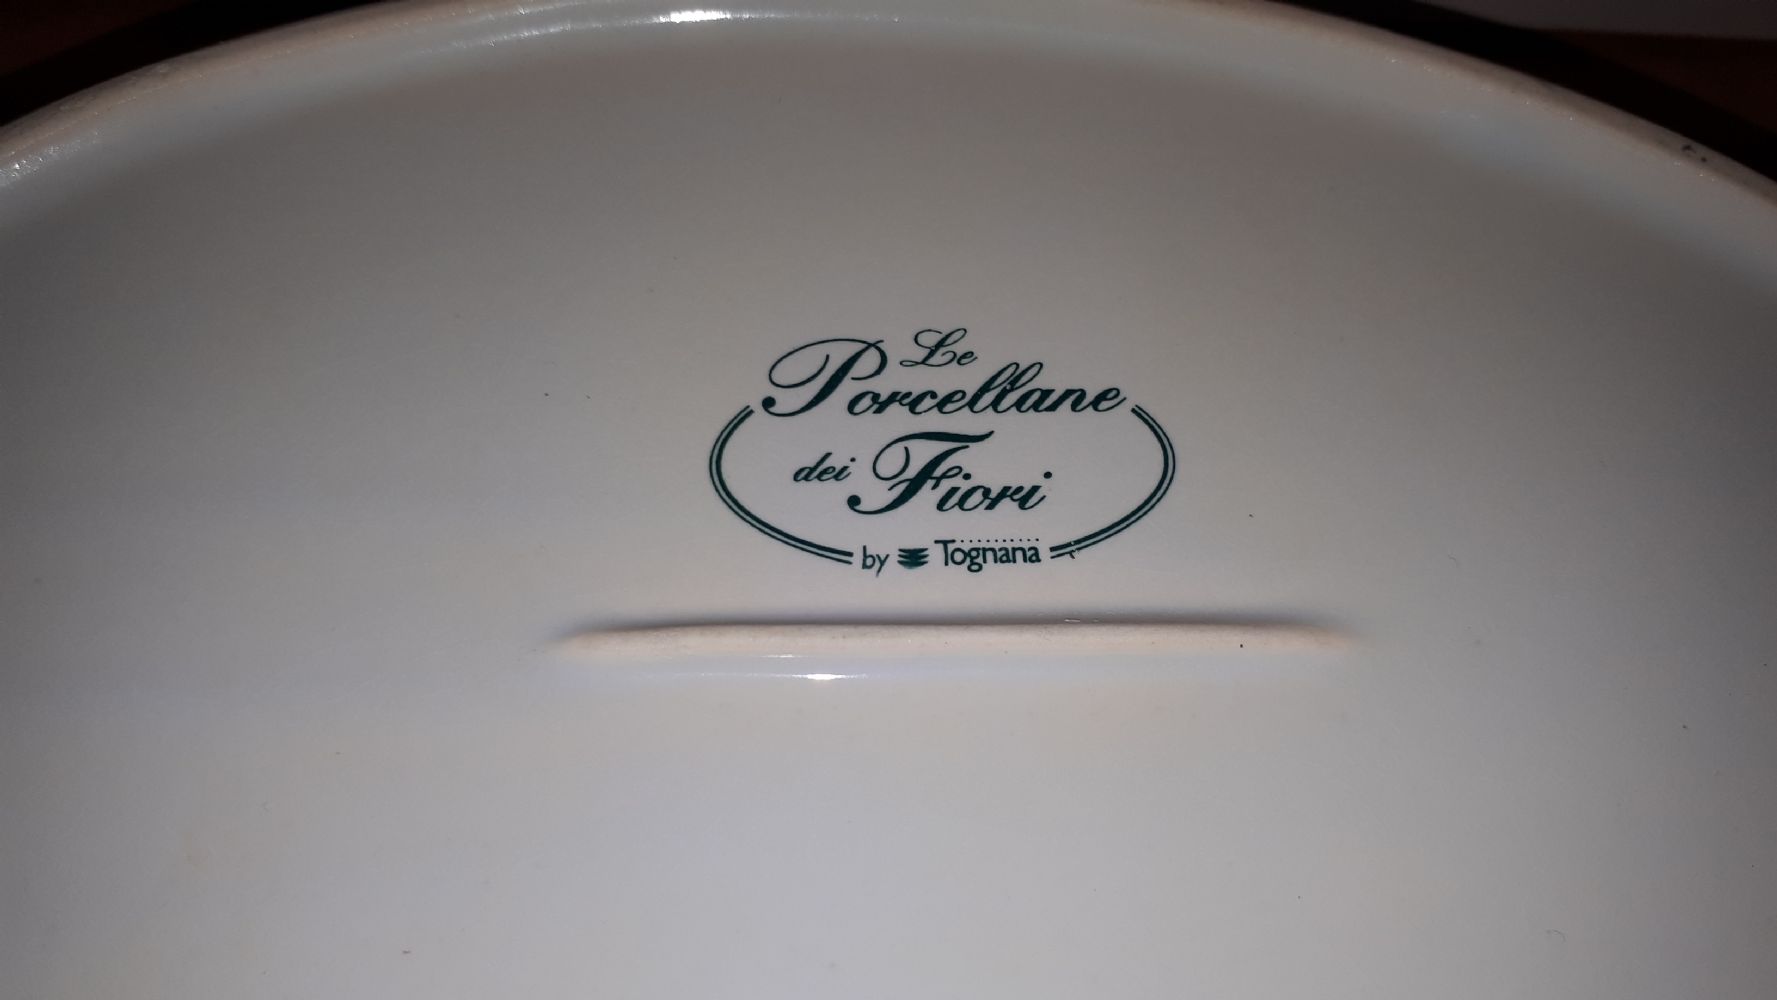 Le
Porcellane
dei Fiori
by Tognana